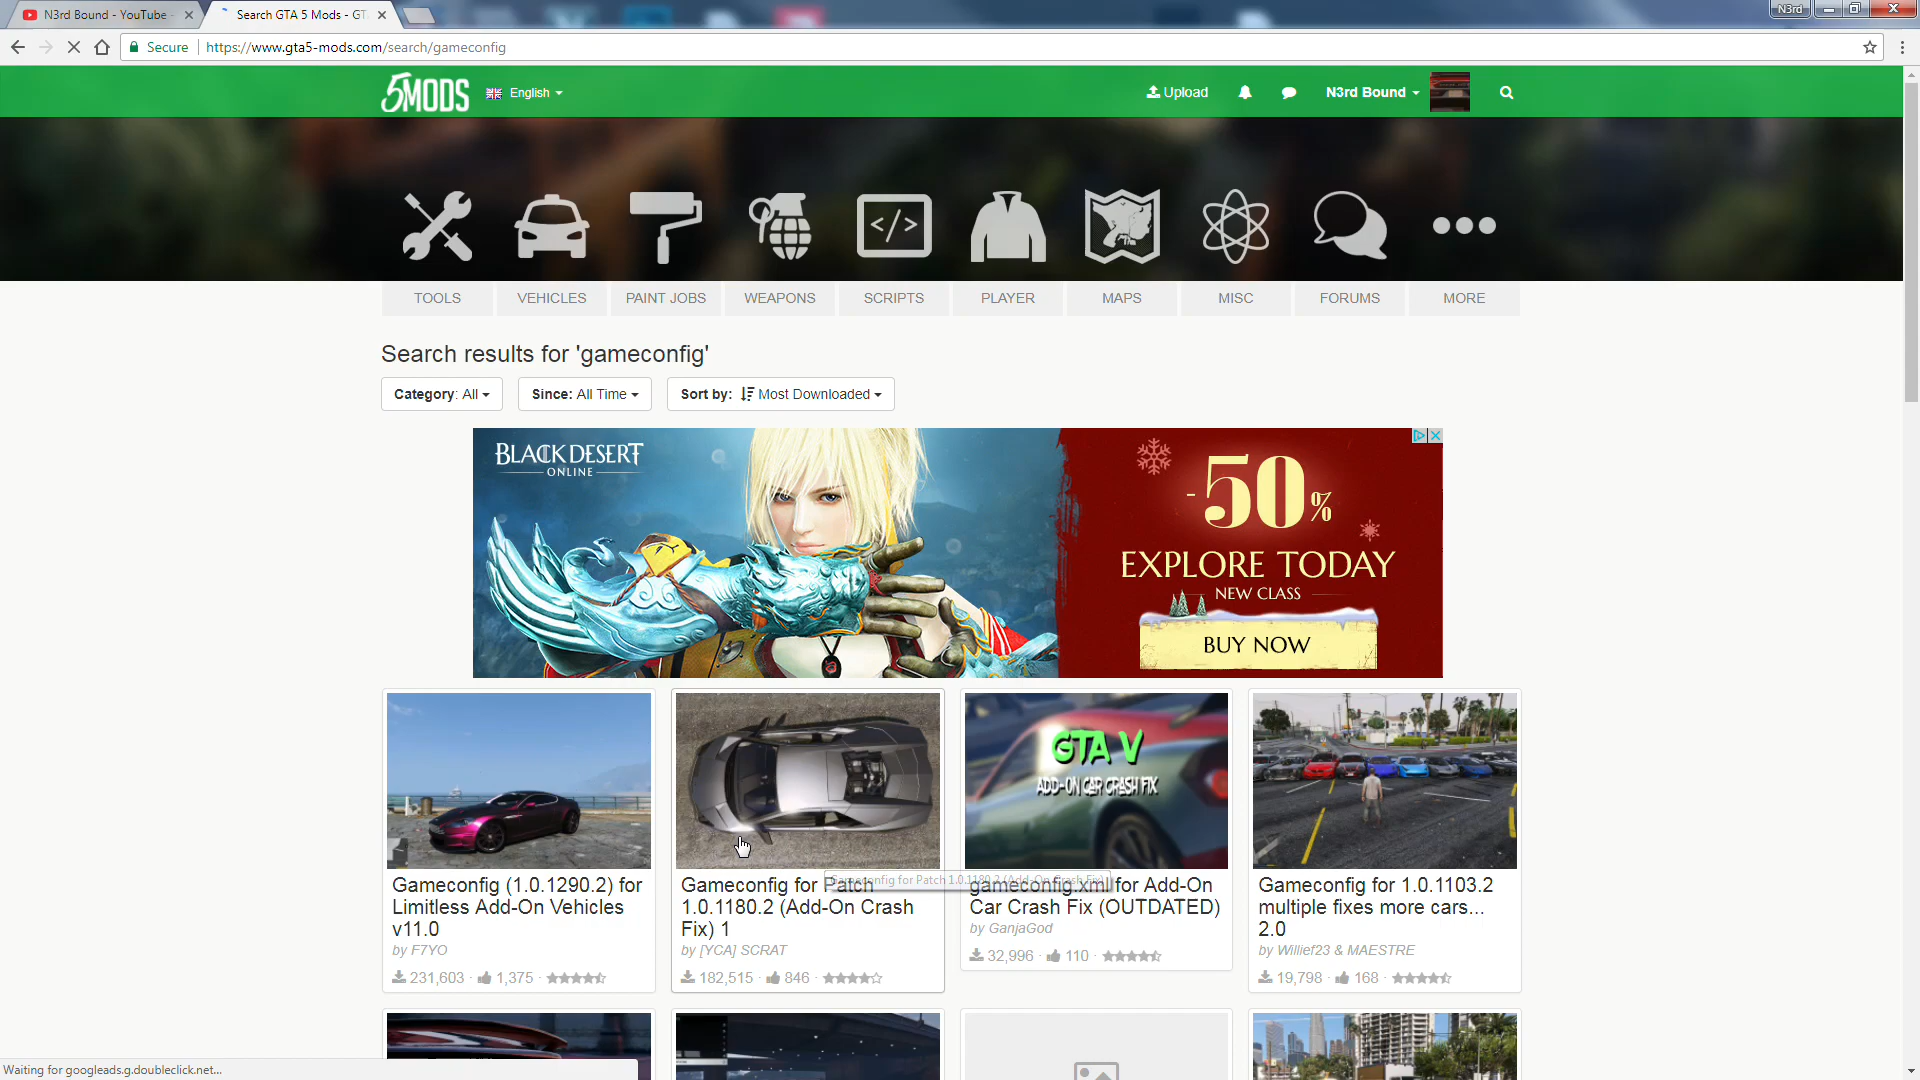 N3rd Bound - YouTube -
Search GTA 5 Mods - GT
N3rd
Secure
https://www.gta5-mods.com/search/gameconfig
5MODS
English
Upload
N3rd Bound
TOOLS
VEHICLES
PAINT JOBS
WEAPONS
SCRIPTS
PLAYER
MAPS
MISC
FORUMS
MORE
Search results for 'gameconfig'
Category: All
Since: All Time
Sort by: Most Downloaded
BLACK DESERT
ONLINE
-50%
EXPLORE TODAY
NEW CLASS
BUY NOW
GTA V
ADD-ON CAR CRASH FIX
Gameconfig (1.0.1290.2) for
Limitless Add-On Vehicles
v11.0
by F7YO
231,603 · 1,375 ·
Gameconfig for Patch
1.0.1180.2 (Add-On Crash
Fix) 1
by [YCA] SCRAT
182,515 · 846 ·
Gameconfig for Patch 1.0.1180.2 (Add-On Crash Fix)
gameconfig.xml for Add-On
Car Crash Fix (OUTDATED)
by GanjaGod
32,996 · 110 ·
Gameconfig for 1.0.1103.2
multiple fixes more cars...
2.0
by Willief23 & MAESTRE
19,798 · 168 ·
Waiting for googleads.g.doubleclick.net...